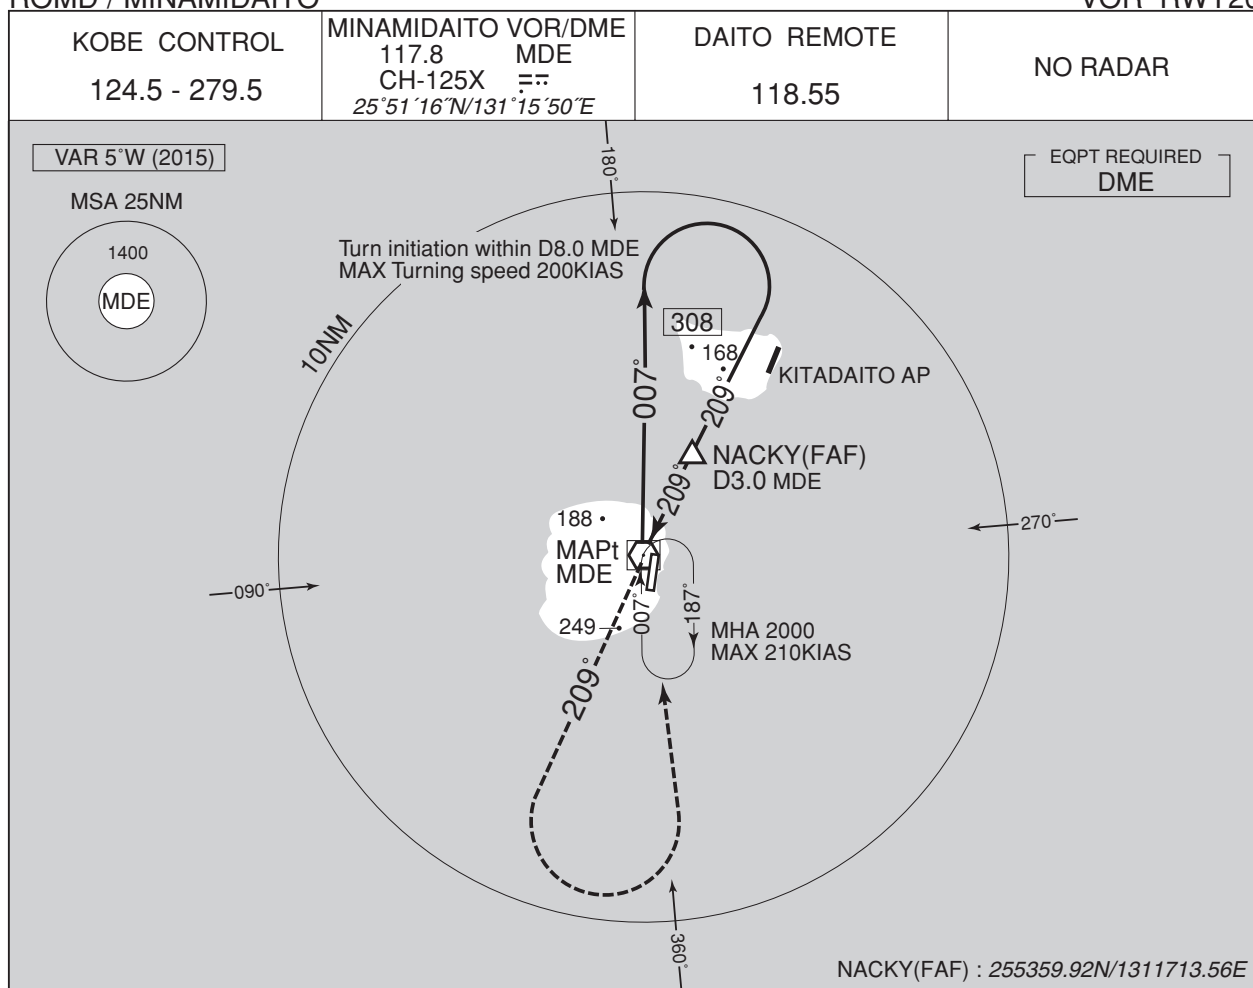 ROMD / MINAMIDAITO
VOR RWY20
KOBE CONTROL
124.5 - 279.5
MINAMIDAITO VOR/DME
117.8 MDE
CH-125X
25°51´16˝N/131°15´50˝E
DAITO REMOTE
118.55
NO RADAR
VAR 5°W (2015)
MSA 25NM
1400
MDE
EQPT REQUIRED
DME
180°
Turn initiation within D8.0 MDE
MAX Turning speed 200KIAS
10NM
308
168
KITADAITO AP
007°
209°
NACKY(FAF)
D3.0 MDE
209°
188
MAPt
MDE
270°
090°
249
007°
187°
MHA 2000
MAX 210KIAS
209°
360°
NACKY(FAF) : 255359.92N/1311713.56E